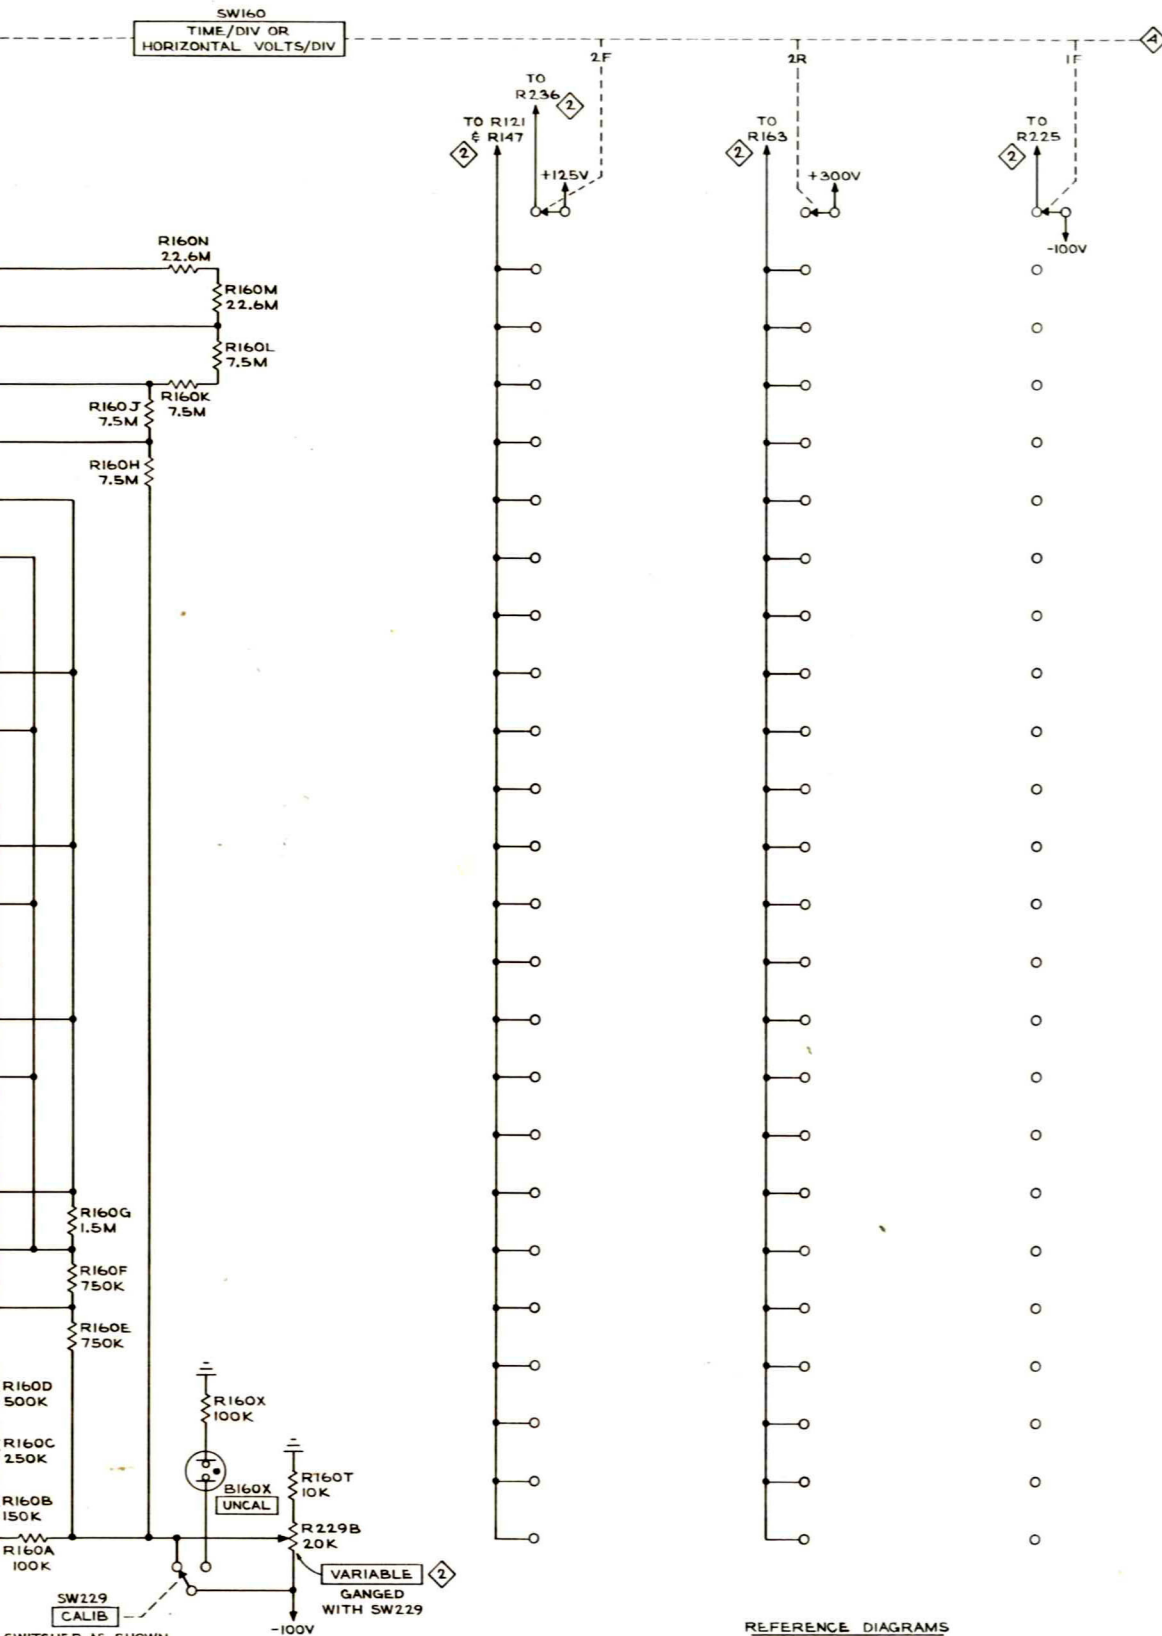 SW160
TIME/DIV OR
HORIZONTAL VOLTS/DIV
A
2F
2R
1F
TO
R236
2
TO R121
& R147
2
+125V
TO
R163
2
+300V
TO
R225
2
-100V
R160N
22.6M
R160M
22.6M
R160L
7.5M
R160K
7.5M
R160J
7.5M
R160H
7.5M
R160G
1.5M
R160F
750K
R160E
750K
R160D
500K
R160C
250K
R160B
150K
R160A
100K
R160X
100K
B160X
UNCAL
R160T
10K
R229B
20K
VARIABLE
2
GANGED
WITH SW229
SW229
CALIB
-100V
SWITCHED AS SHOWN
REFERENCE DIAGRAMS